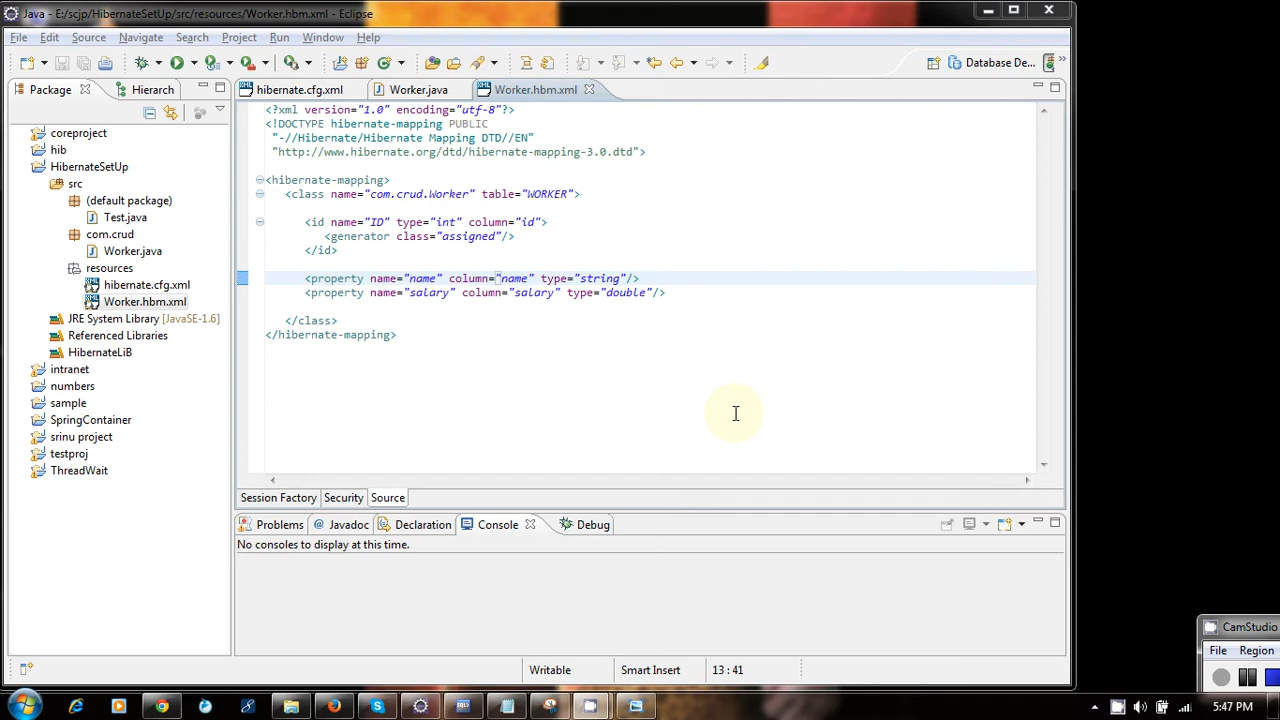 Java - E:/scjp/HibernateSetUp/src/resources/Worker.hbm.xml - Eclipse
File Edit Source Navigate Search Project Run Window Help
Database De...
Package Hierarchy
hibernate.cfg.xml Worker.java Worker.hbm.xml
coreproject
hib
HibernateSetUp
src
(default package)
Test.java
com.crud
Worker.java
resources
hibernate.cfg.xml
Worker.hbm.xml
JRE System Library [JavaSE-1.6]
Referenced Libraries
HibernateLiB
intranet
numbers
sample
SpringContainer
srinu project
testproj
ThreadWait
<?xml version="1.0" encoding="utf-8"?>
<!DOCTYPE hibernate-mapping PUBLIC
"-//Hibernate/Hibernate Mapping DTD//EN"
"http://www.hibernate.org/dtd/hibernate-mapping-3.0.dtd">
<hibernate-mapping>
<class name="com.crud.Worker" table="WORKER">
<id name="ID" type="int" column="id">
<generator class="assigned"/>
</id>
<property name="name" column="name" type="string"/>
<property name="salary" column="salary" type="double"/>
</class>
</hibernate-mapping>
Session Factory Security Source
Problems Javadoc Declaration Console Debug
No consoles to display at this time.
Writable Smart Insert 13 : 41
CamStudio
File Region
5:47 PM